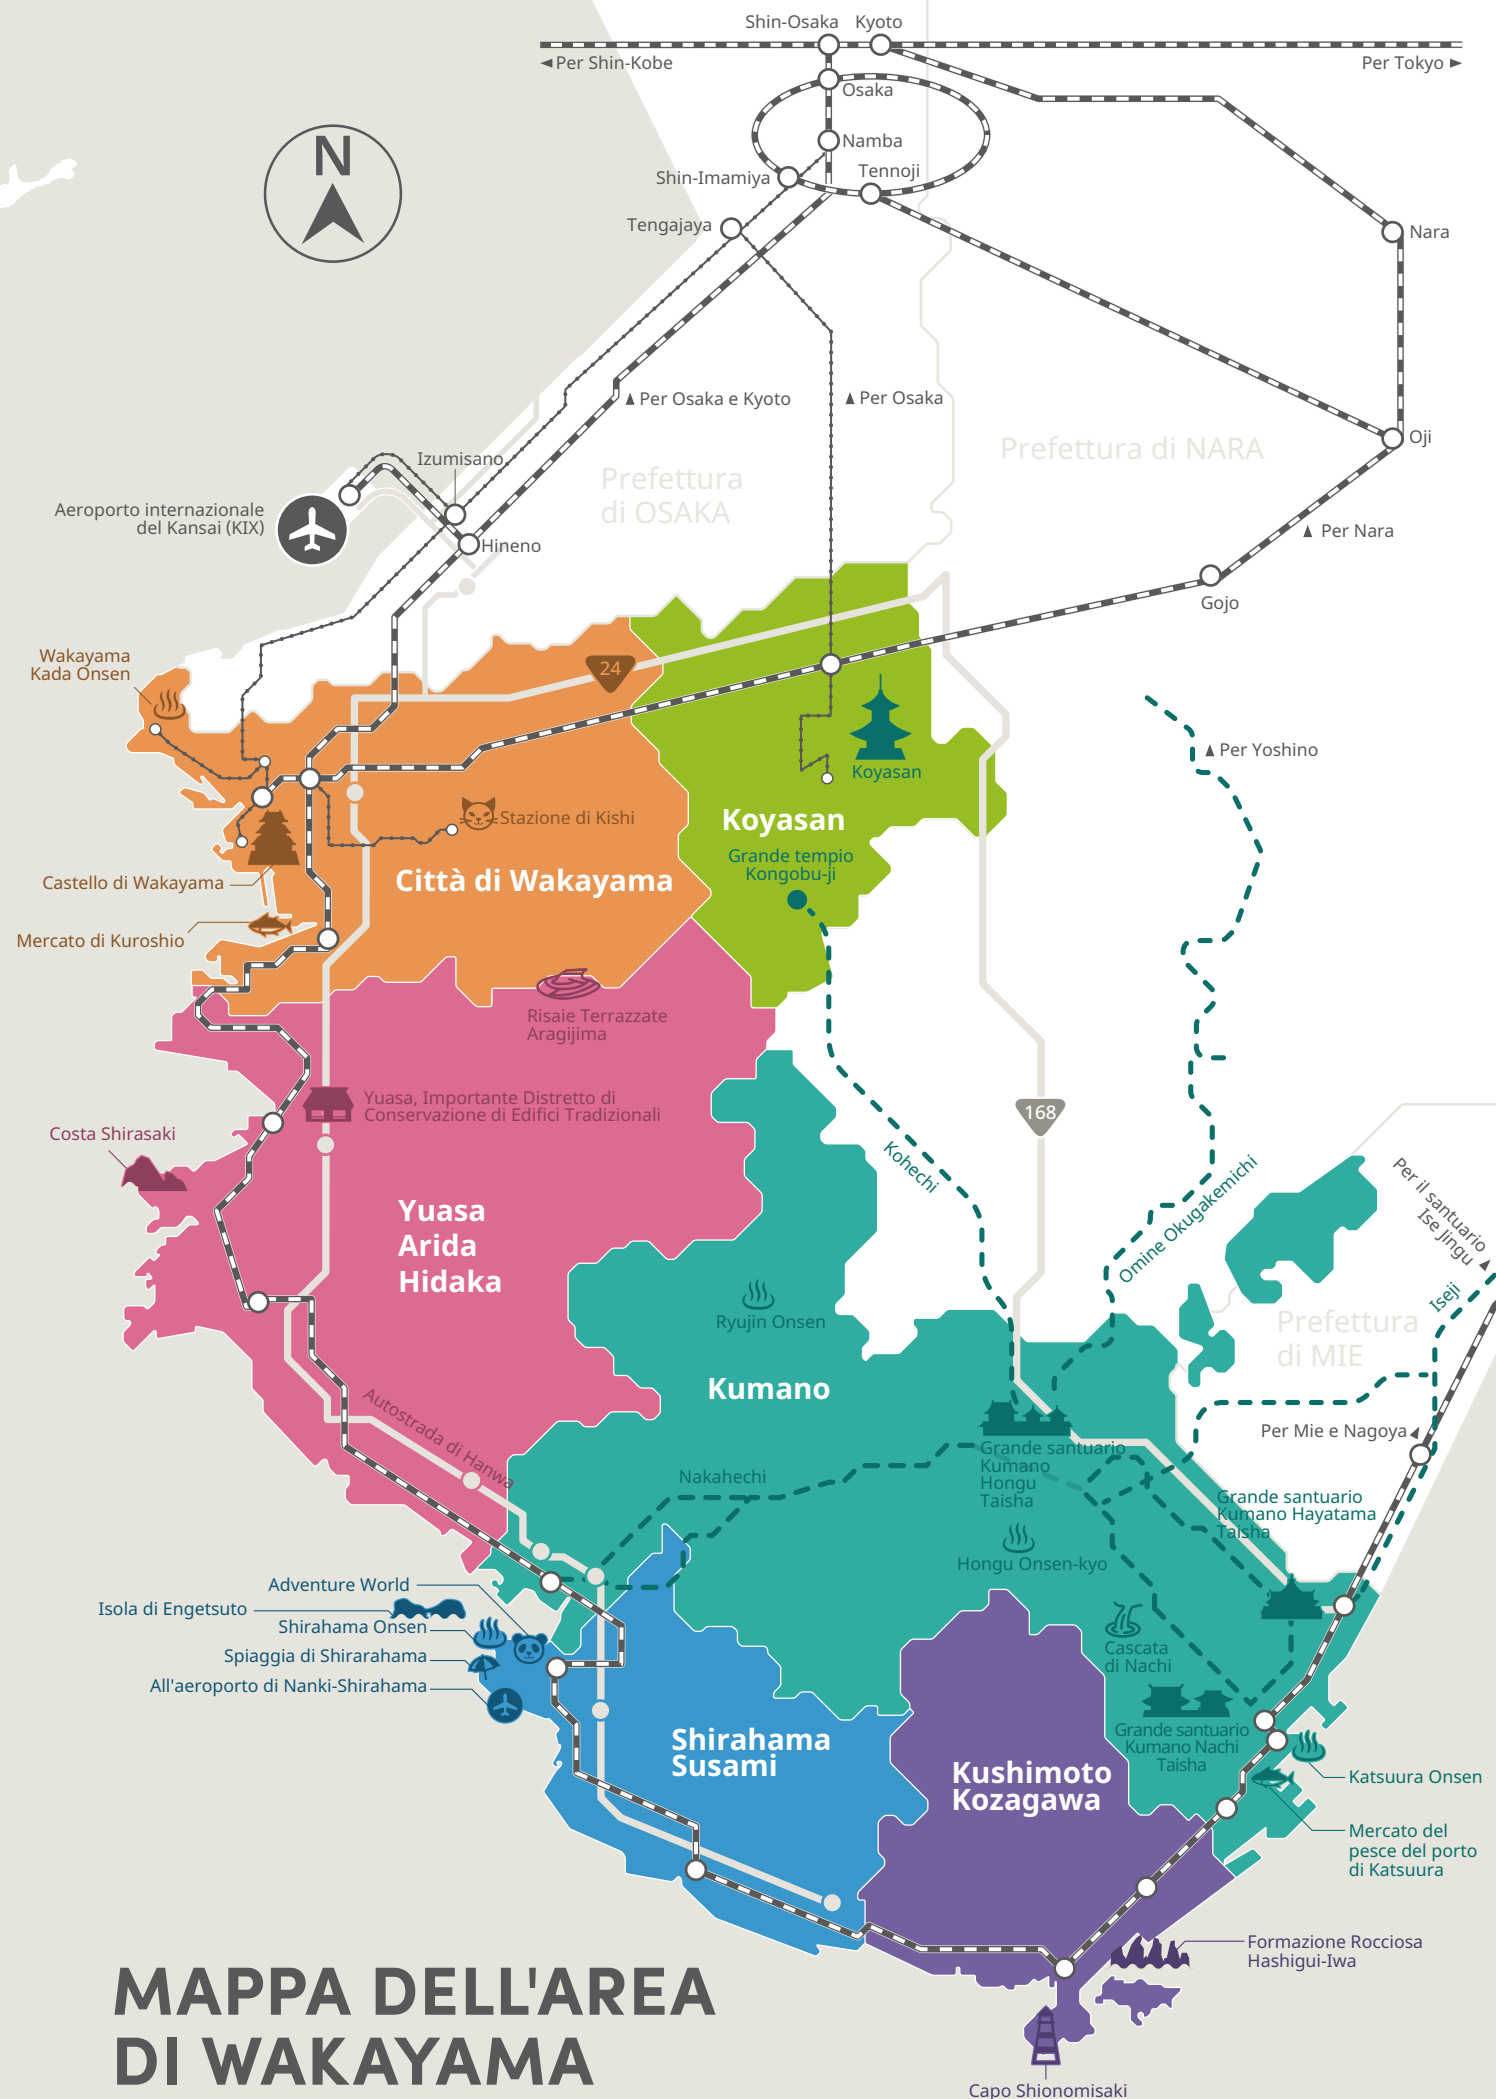 Shin-Osaka
Kyoto
Per Shin-Kobe
Per Tokyo
Osaka
N
Namba
Shin-Imamiya
Tennoji
Tengajaya
Nara
Per Osaka e Kyoto
Per Osaka
Prefettura di NARA
Oji
Izumisano
Prefettura
di OSAKA
Aeroporto internazionale
del Kansai (KIX)
Hineno
Per Nara
Gojo
Wakayama
Kada Onsen
24
Per Yoshino
Koyasan
Stazione di Kishi
Koyasan
Grande tempio
Kongobu-ji
Castello di Wakayama
Città di Wakayama
Mercato di Kuroshio
Risaie Terrazzate
Aragijima
Yuasa, Importante Distretto di
Conservazione di Edifici Tradizionali
168
Costa Shirasaki
Kohechi
Omine Okugakemichi
Per il santuario
Ise Jingu
Yuasa
Arida
Hidaka
Iseji
Ryujin Onsen
Prefettura
di MIE
Kumano
Autostrada di Hanwa
Per Mie e Nagoya
Grande santuario
Kumano
Hongu
Taisha
Nakahechi
Grande santuario
Kumano Hayatama
Taisha
Hongu Onsen-kyo
Adventure World
Isola di Engetsuto
Shirahama Onsen
Spiaggia di Shirarahama
All'aeroporto di Nanki-Shirahama
Cascata
di Nachi
Grande santuario
Kumano Nachi
Taisha
Shirahama
Susami
Kushimoto
Kozagawa
Katsuura Onsen
Mercato del
pesce del porto
di Katsuura
Formazione Rocciosa
Hashigui-Iwa
MAPPA DELL'AREA
DI WAKAYAMA
Capo Shionomisaki